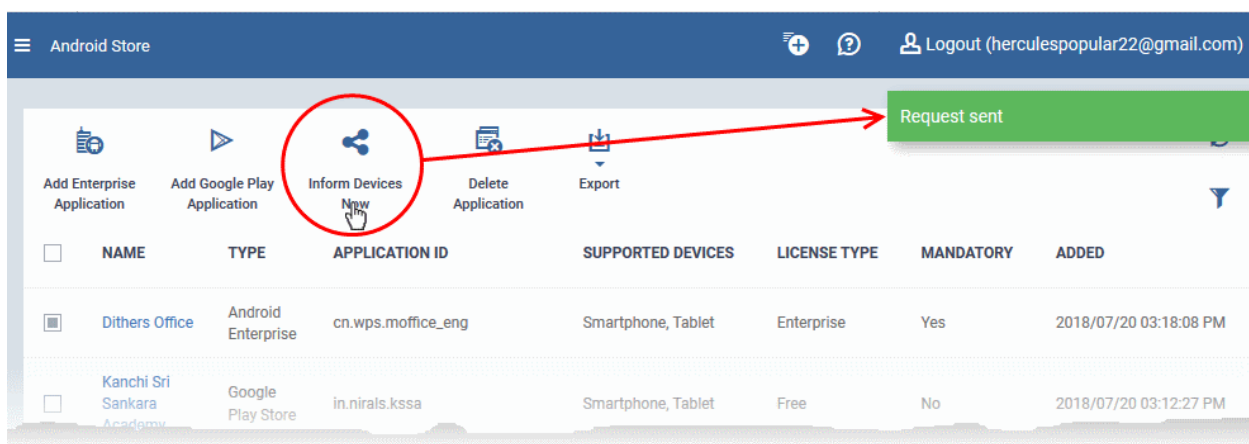 Android Store
Logout (herculespopular22@gmail.com)
Request sent
Add Enterprise
Application
Add Google Play
Application
Inform Devices
Now
Delete
Application
Export
NAME TYPE APPLICATION ID SUPPORTED DEVICES LICENSE TYPE MANDATORY ADDED
Dithers Office Android
Enterprise cn.wps.moffice_eng Smartphone, Tablet Enterprise Yes 2018/07/20 03:18:08 PM
Kanchi Sri
Sankara
Academy Google
Play Store in.nirals.kssa Smartphone, Tablet Free No 2018/07/20 03:12:27 PM